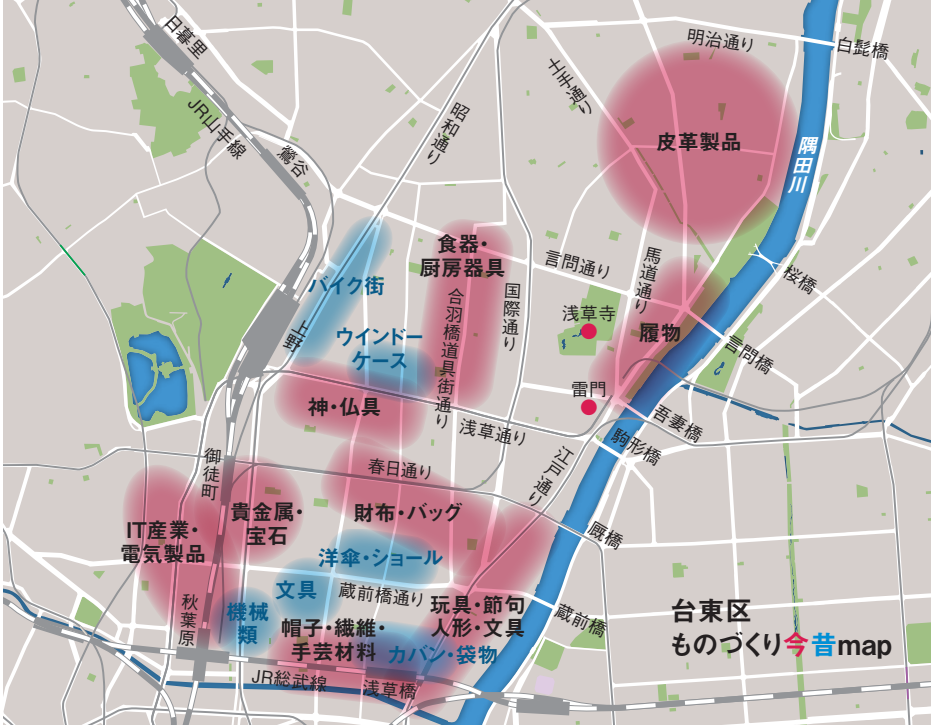 日暮里
明治通り
白髭橋
土手通り
JR山手線
昭和通り
鶯谷
皮革製品
隅田川
食器・
厨房器具
言問通り
馬道通り
桜橋
バイク街
合羽橋道具街通り
国際通り
浅草寺
上野
ウインドー
ケース
履物
言問橋
雷門
神・仏具
浅草通り
吾妻橋
駒形橋
御徒町
春日通り
江戸通り
貴金属・
宝石
財布・バッグ
IT産業・
電気製品
厩橋
洋傘・ショール
文具
蔵前橋通り
秋葉原
機械
類
玩具・節句
人形・文具
蔵前橋
帽子・繊維・
手芸材料
カバン・袋物
JR総武線
浅草橋
台東区
ものづくり今昔map